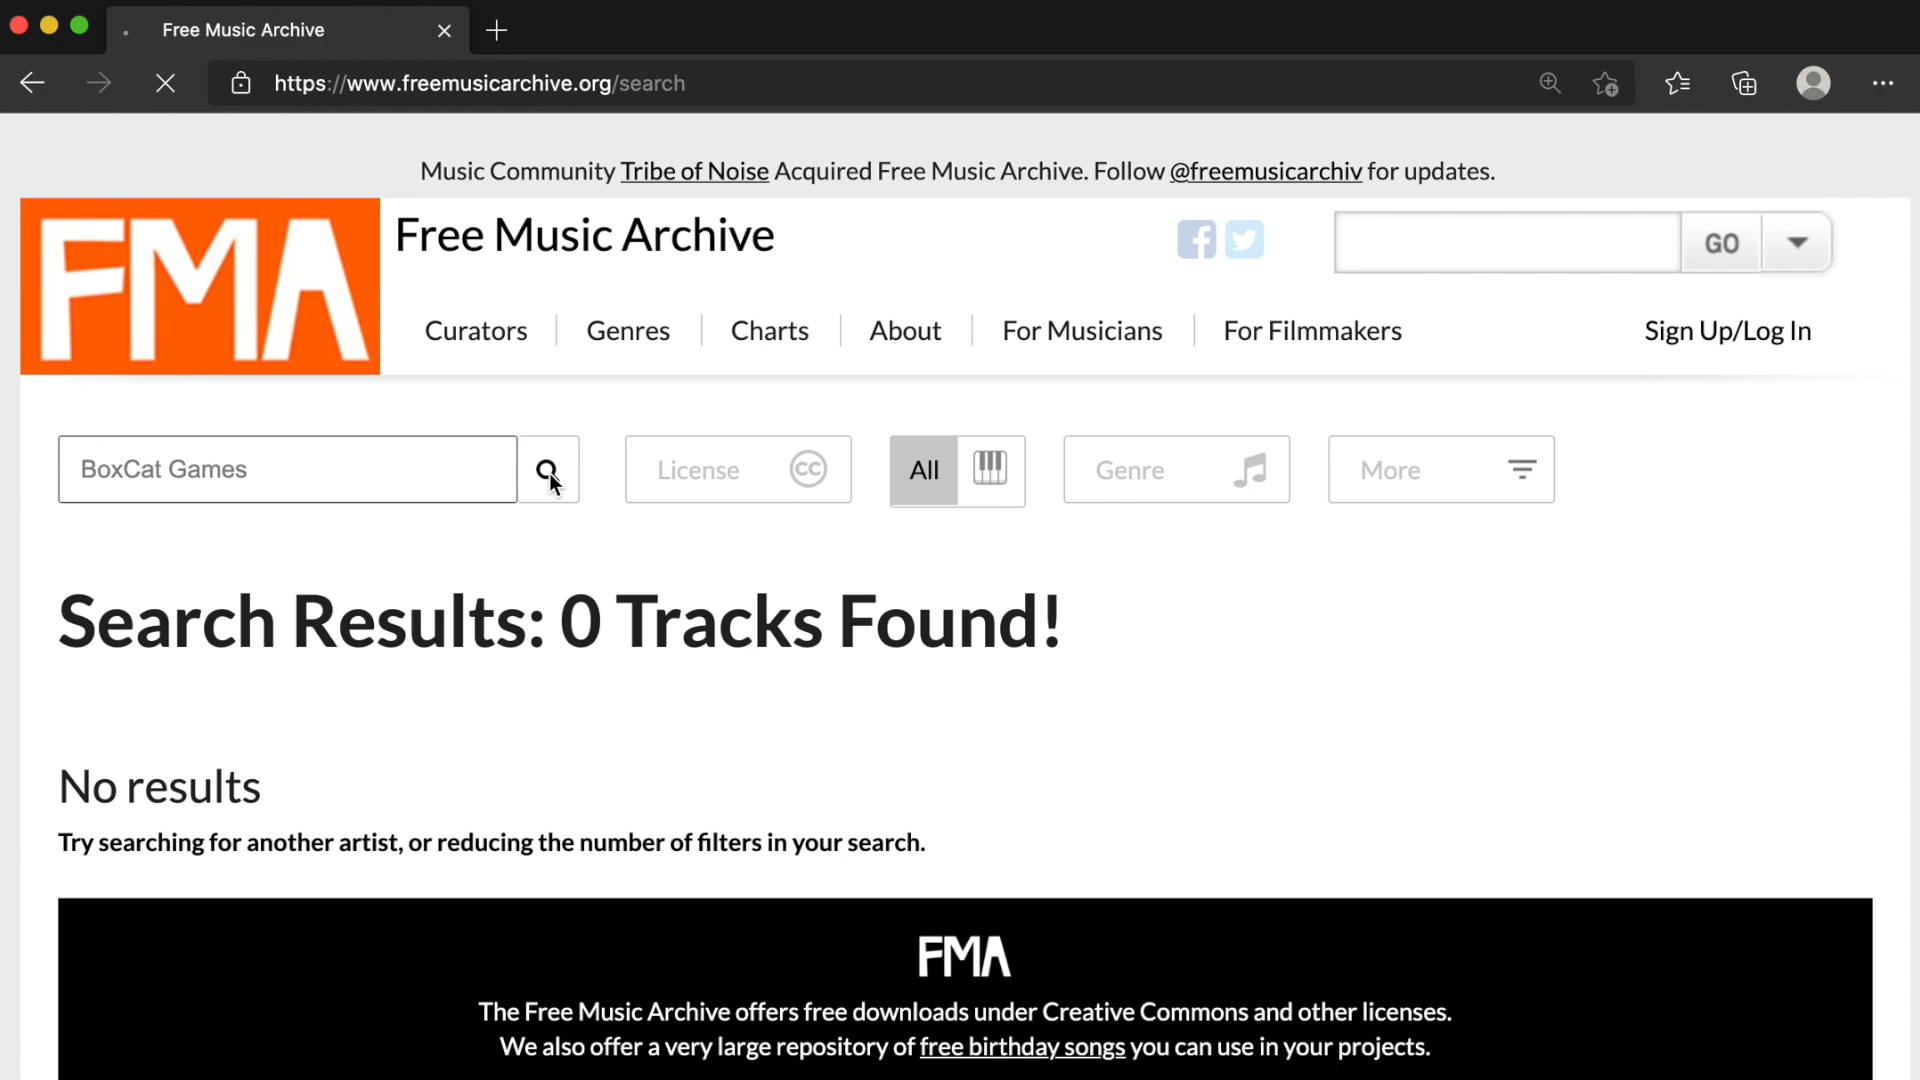 Free Music Archive
https://www.freemusicarchive.org/search
Music Community Tribe of Noise Acquired Free Music Archive. Follow @freemusicarchiv for updates.
FMA
Free Music Archive
GO
Curators
Genres
Charts
About
For Musicians
For Filmmakers
Sign Up/Log In
BoxCat Games
License
CC
All
Genre
More
Search Results: 0 Tracks Found!
No results
Try searching for another artist, or reducing the number of filters in your search.
FMA
The Free Music Archive offers free downloads under Creative Commons and other licenses.
We also offer a very large repository of free birthday songs you can use in your projects.